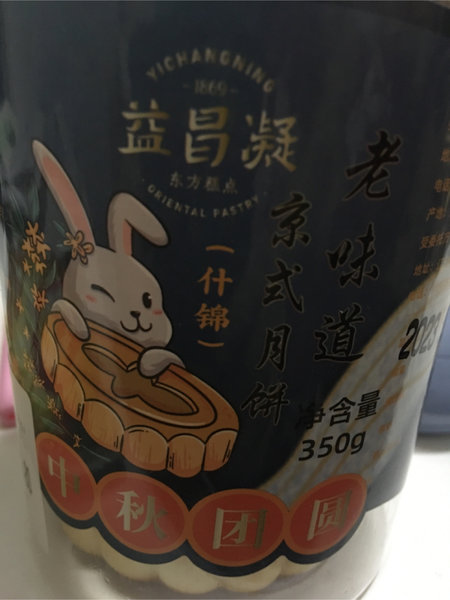 YICHANGNING
-1869-
益昌凝
东方糕点
ORIENTAL PASTRY
老味道
京式月饼
(什锦)
净含量
350g
中秋团圆